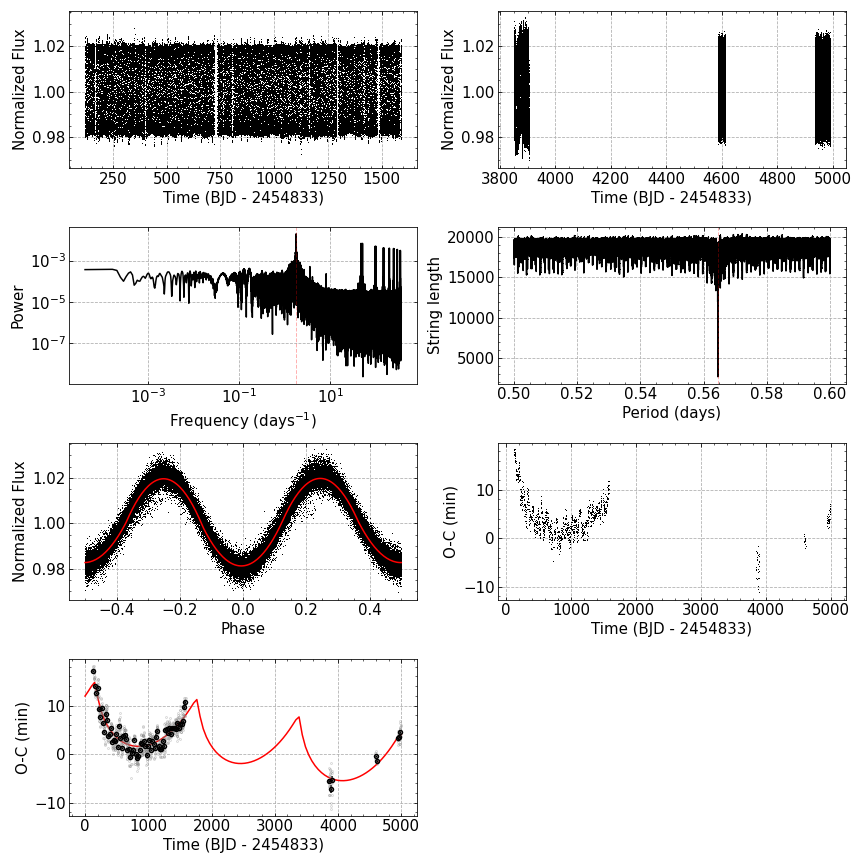 1.02
1.00
0.98
Normalized Flux
250 500 750 1000 1250 1500
Time (BJD - 2454833)
1.02
1.00
0.98
Normalized Flux
3800 4000 4200 4400 4600 4800 5000
Time (BJD - 2454833)
10⁻³
10⁻⁵
10⁻⁷
Power
10⁻³ 10⁻¹ 10¹
Frequency (days⁻¹)
20000
15000
10000
5000
String length
0.50 0.52 0.54 0.56 0.58 0.60
Period (days)
1.02
1.00
0.98
Normalized Flux
−0.4 −0.2 0.0 0.2 0.4
Phase
10
0
−10
O-C (min)
0 1000 2000 3000 4000 5000
Time (BJD - 2454833)
10
0
−10
O-C (min)
0 1000 2000 3000 4000 5000
Time (BJD - 2454833)